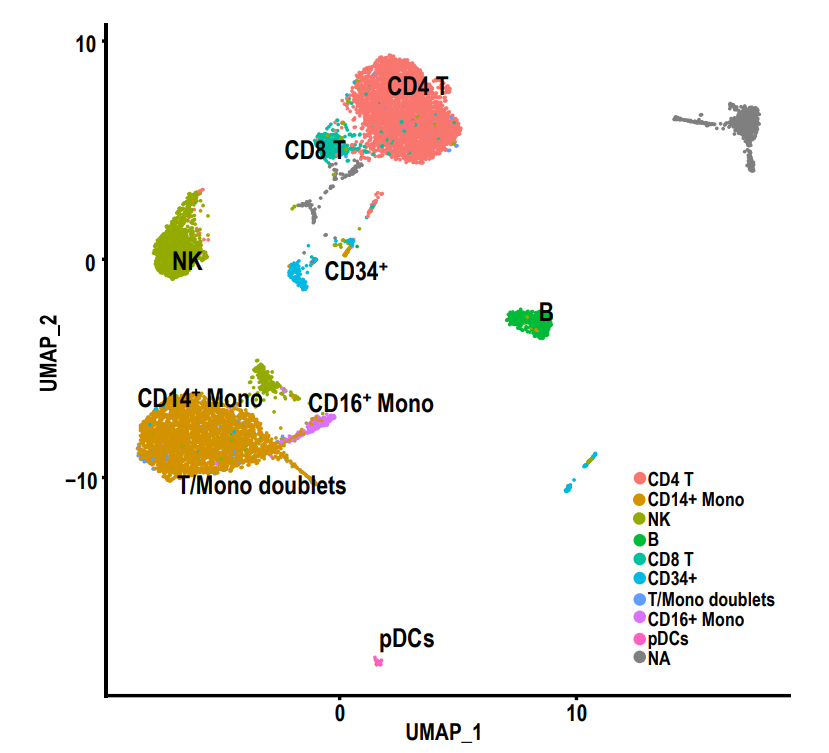 10
CD4 T
CD8 T
NK
0
CD34⁺
B
UMAP_2
CD14⁺ Mono
CD16⁺ Mono
−10
T/Mono doublets
CD4 T
CD14+ Mono
NK
B
CD8 T
CD34+
T/Mono doublets
CD16+ Mono
pDCs
pDCs
NA
0
10
UMAP_1